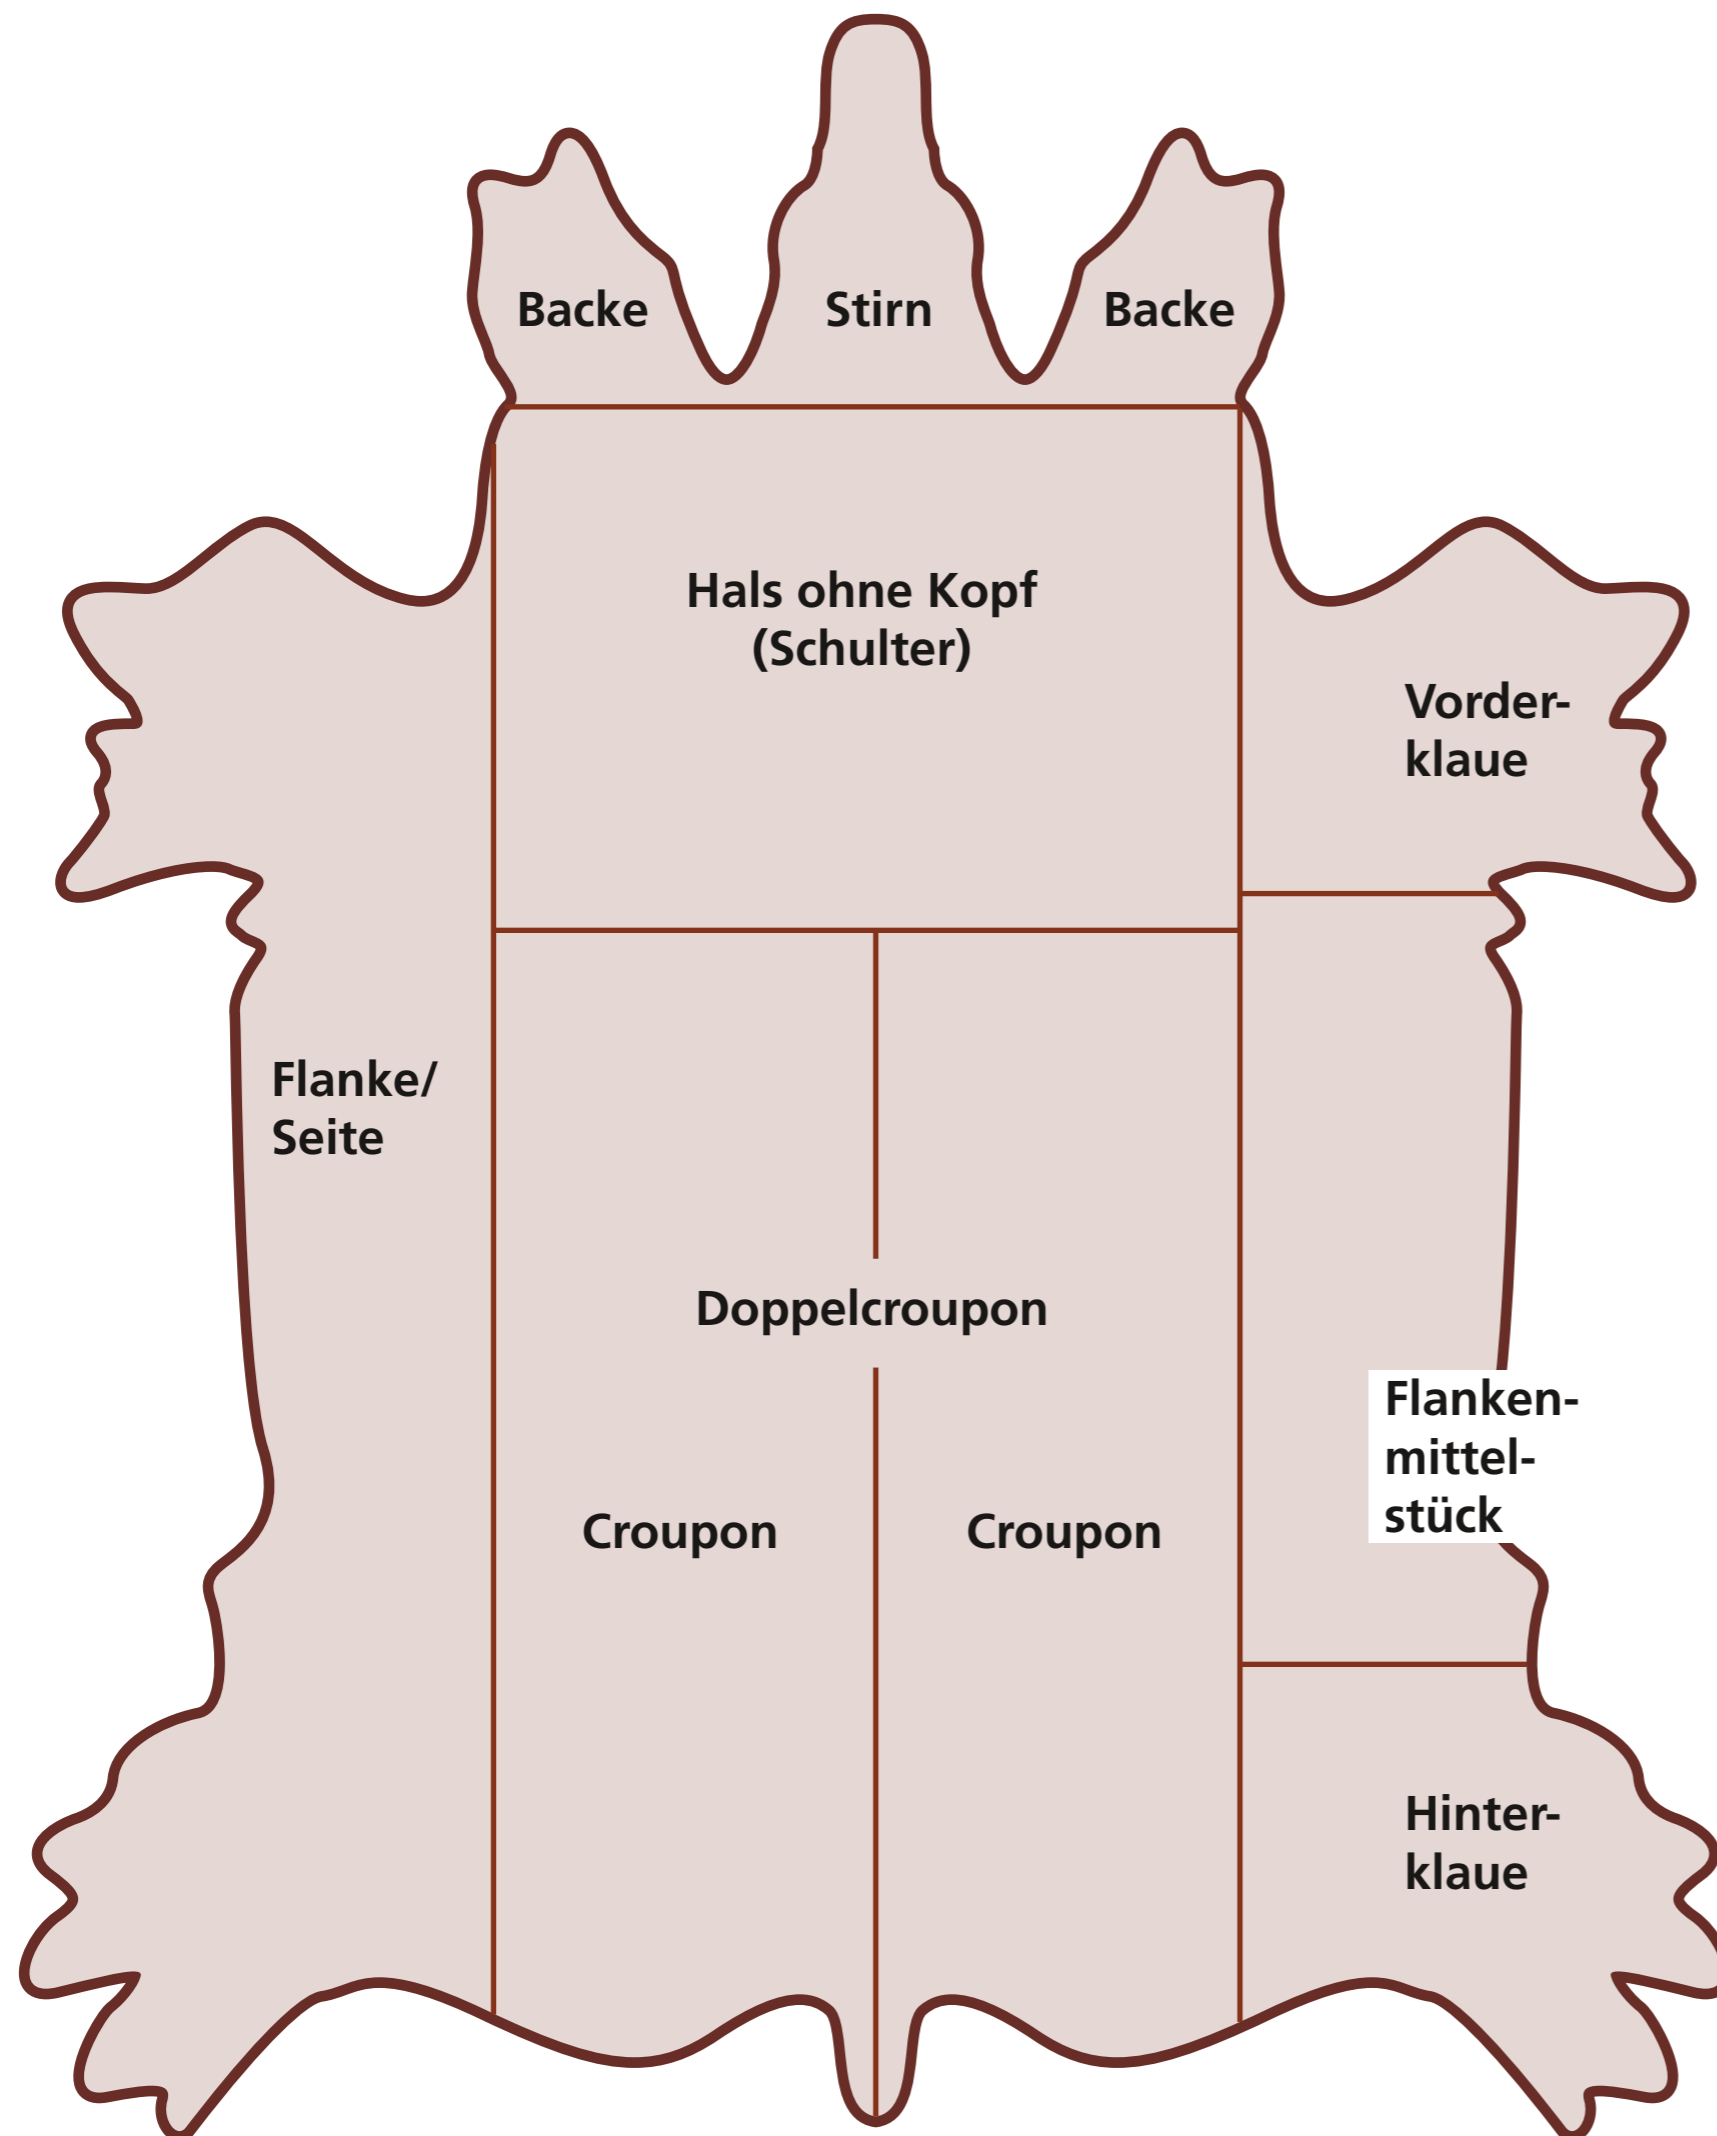 Backe
Stirn
Backe
Hals ohne Kopf
(Schulter)
Vorder-
klaue
Flanke/
Seite
Doppelcroupon
Flanken-
mittel-
stück
Croupon
Croupon
Hinter-
klaue